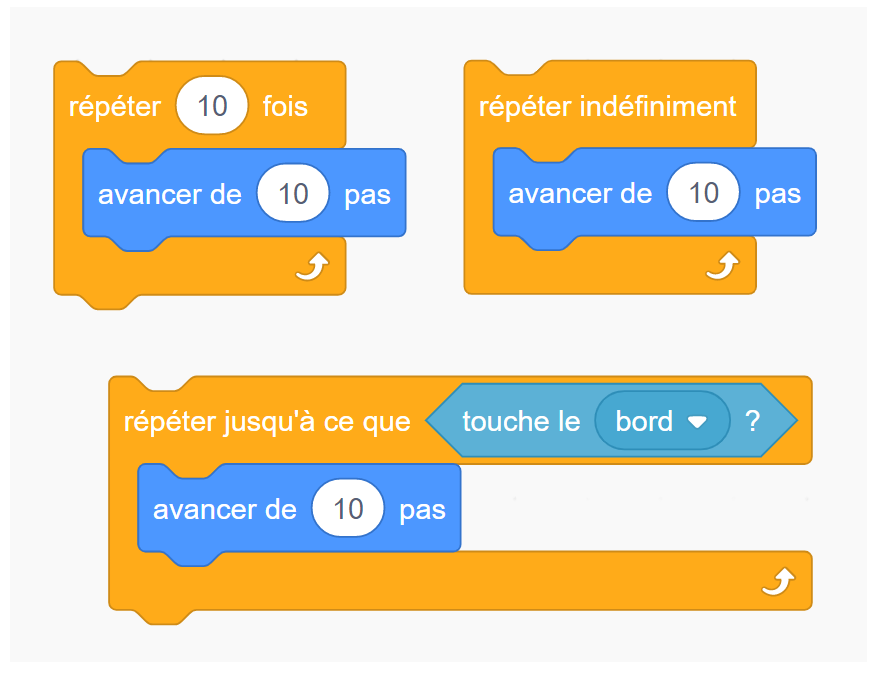 répéter 10 fois
avancer de 10 pas
répéter indéfiniment
avancer de 10 pas
répéter jusqu'à ce que touche le bord ?
avancer de 10 pas